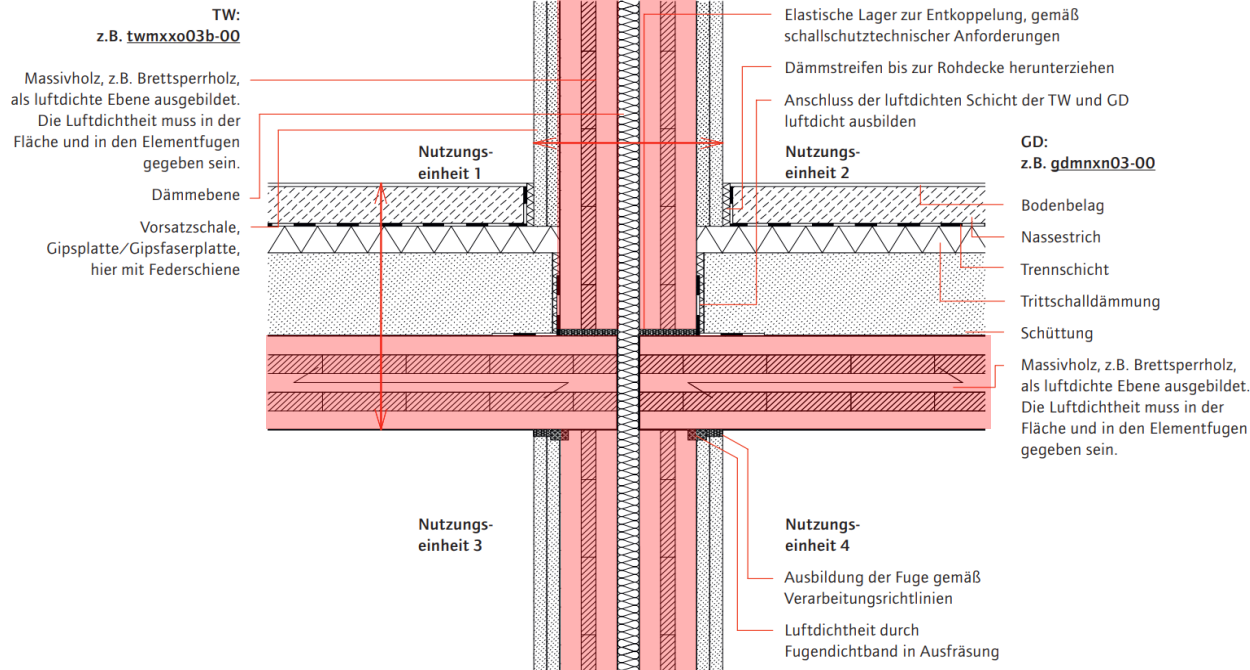 TW:
z.B. twmxxo03b-00
Massivholz, z.B. Brettsperrholz,
als luftdichte Ebene ausgebildet.
Die Luftdichtheit muss in der
Fläche und in den Elementfugen
gegeben sein.
Dämmebene
Vorsatzschale,
Gipsplatte/Gipsfaserplatte,
hier mit Federschiene
Nutzungs-
einheit 1
Nutzungs-
einheit 3
Elastische Lager zur Entkoppelung, gemäß
schallschutztechnischer Anforderungen
Dämmstreifen bis zur Rohdecke herunterziehen
Anschluss der luftdichten Schicht der TW und GD
luftdicht ausbilden
Nutzungs-
einheit 2
GD:
z.B. gdmnxn03-00
Bodenbelag
Nassestrich
Trennschicht
Trittschalldämmung
Schüttung
Massivholz, z.B. Brettsperrholz,
als luftdichte Ebene ausgebildet.
Die Luftdichtheit muss in der
Fläche und in den Elementfugen
gegeben sein.
Nutzungs-
einheit 4
Ausbildung der Fuge gemäß
Verarbeitungsrichtlinien
Luftdichtheit durch
Fugendichtband in Ausfräsung